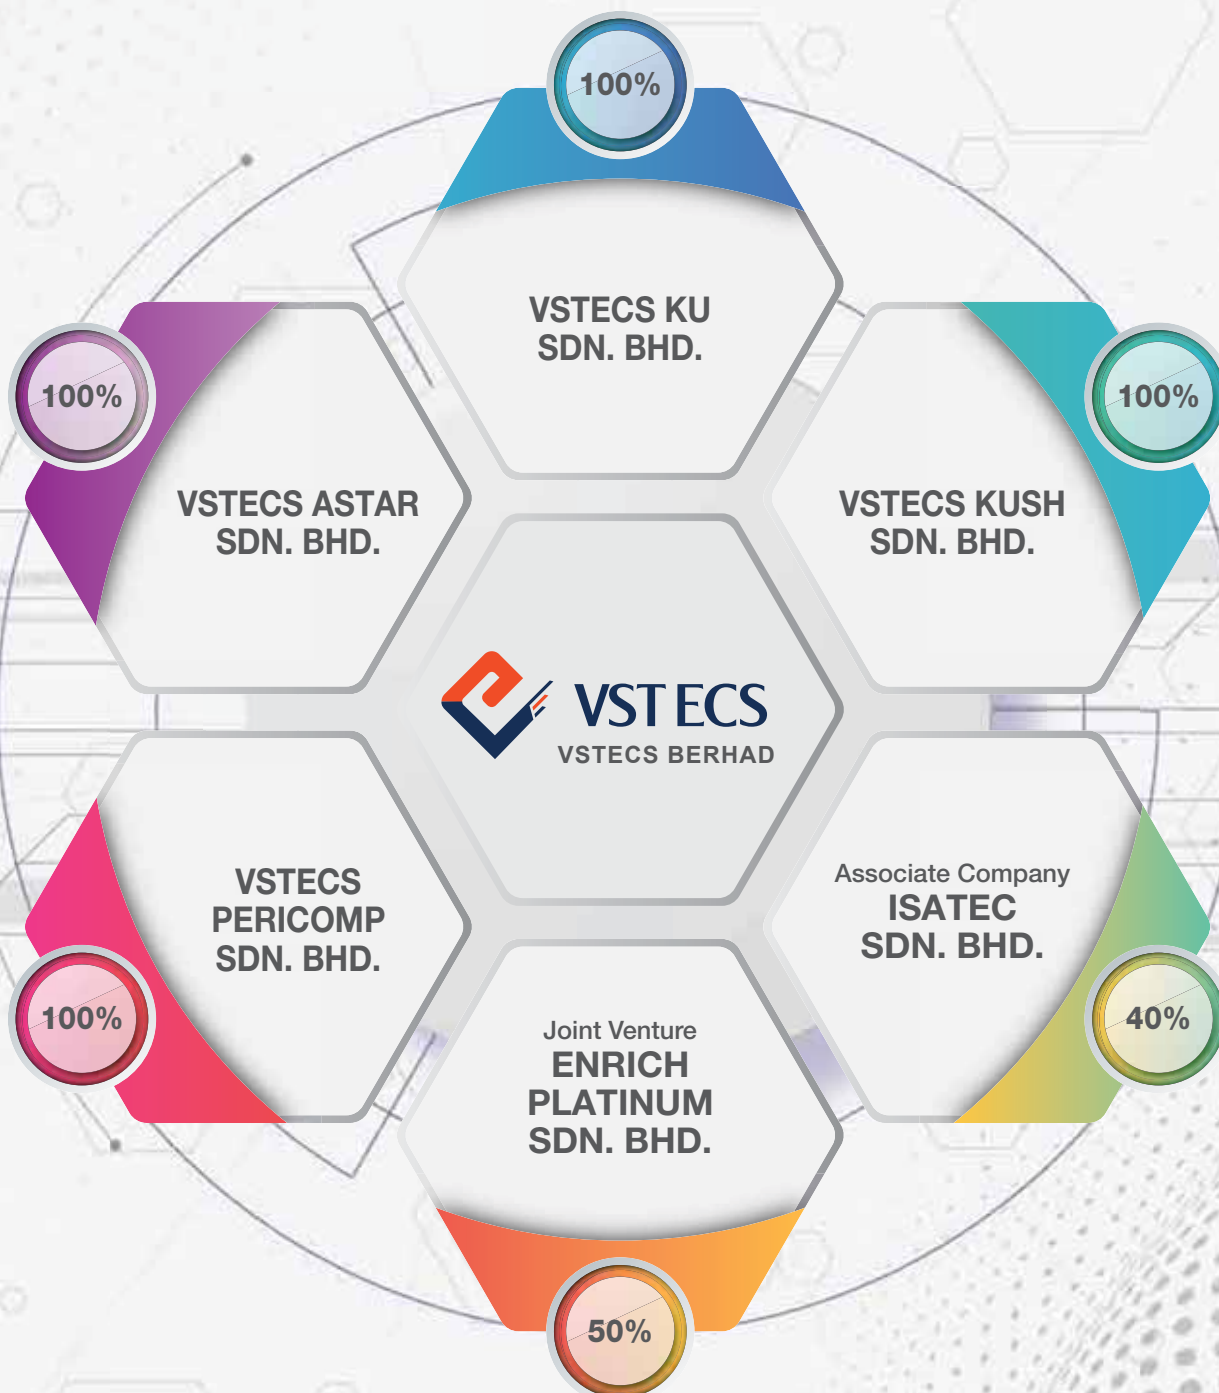 100%
VSTECS KU
SDN. BHD.
100%
VSTECS ASTAR
SDN. BHD.
100%
VSTECS KUSH
SDN. BHD.
VSTECS
VSTECS BERHAD
VSTECS
PERICOMP
SDN. BHD.
100%
Associate Company
ISATEC
SDN. BHD.
40%
Joint Venture
ENRICH
PLATINUM
SDN. BHD.
50%